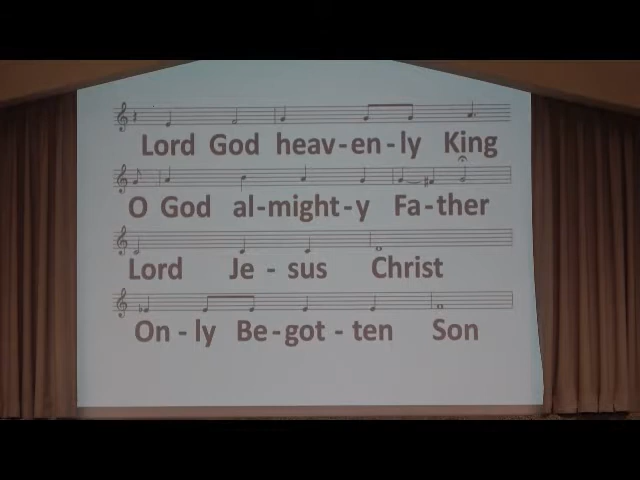 Lord God heav-en-ly King
O God al-might-y Fa-ther
Lord Je-sus Christ
On-ly Be-got-ten Son